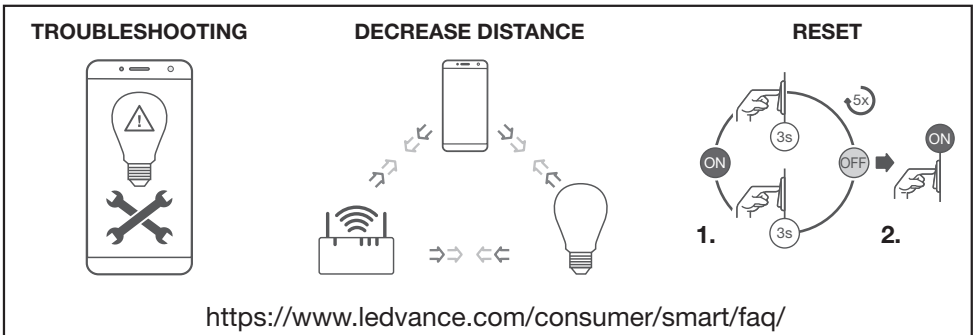 TROUBLESHOOTING
DECREASE DISTANCE
RESET
5x
3s
ON
OFF
ON
3s
1.
2.
https://www.ledvance.com/consumer/smart/faq/